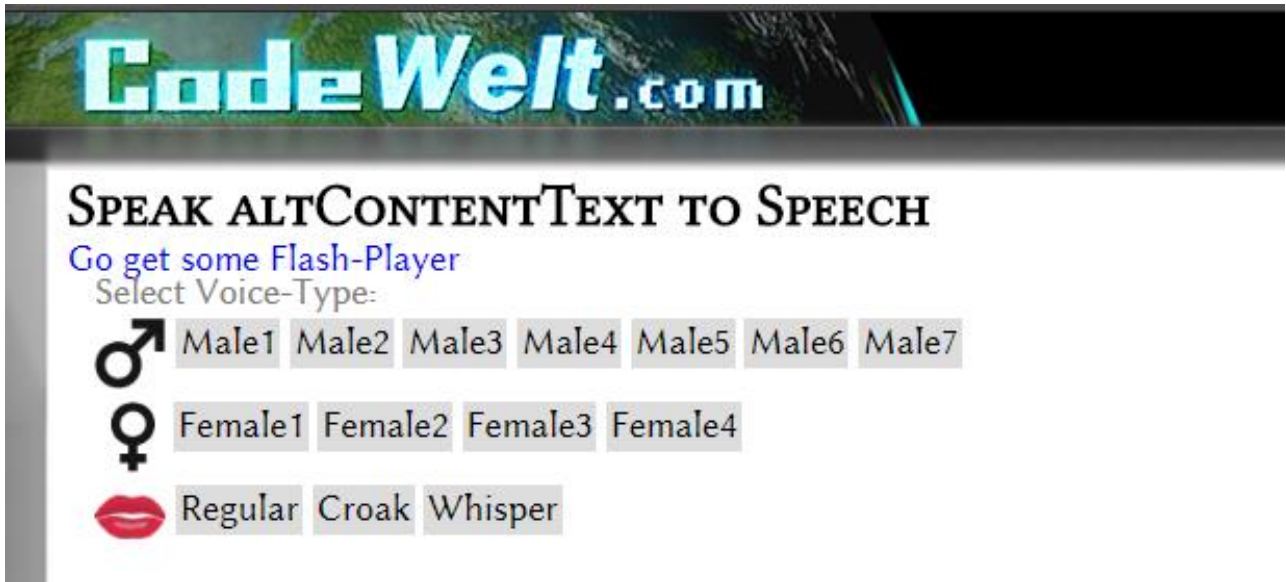 CodeWelt.com
Speak altContentText to Speech
Go get some Flash-Player
Select Voice-Type:
Male1 Male2 Male3 Male4 Male5 Male6 Male7
Female1 Female2 Female3 Female4
Regular Croak Whisper